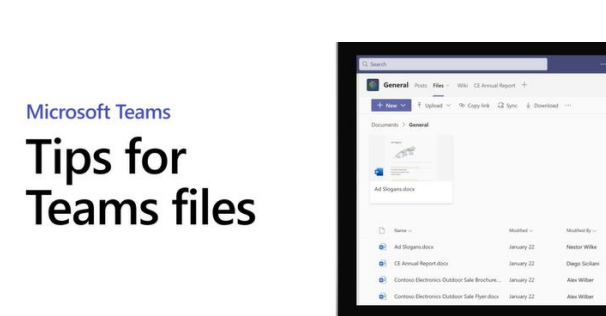 Microsoft Teams
Tips for
Teams files
Search
General Posts Files Wiki CE Annual Report +
+ New Upload Copy link Sync Download ...
Documents > General
Ad Slogans.docx
Name Modified Modified By
Ad Slogans.docx January 22 Nestor Wilke
CE Annual Report.docx January 22 Diego Siciliani
Contoso Electronics Outdoor Sale Brochure... January 22 Alex Wilber
Contoso Electronics Outdoor Sale Flyer.docx January 22 Alex Wilber